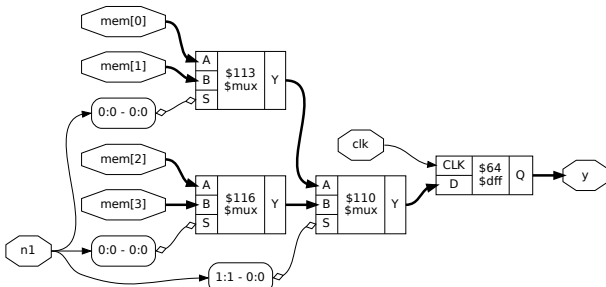 mem[0]
mem[1]
A
B
S
$113
$mux
Y
0:0 - 0:0
mem[2]
mem[3]
A
B
S
$116
$mux
Y
n1
0:0 - 0:0
1:1 - 0:0
A
B
S
$110
$mux
Y
clk
CLK
D
$64
$dff
Q
y